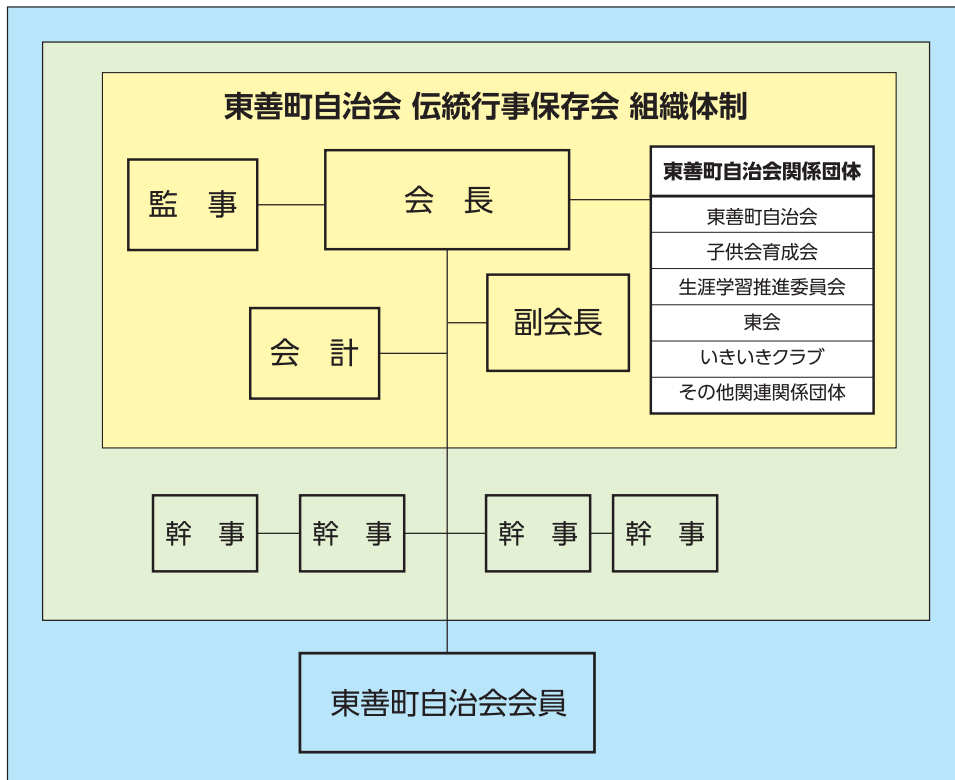 東善町自治会 伝統行事保存会 組織体制
監　事
会　長
東善町自治会関係団体
東善町自治会
子供会育成会
生涯学習推進委員会
東会
いきいきクラブ
その他関連関係団体
副会長
会　計
幹　事
幹　事
幹　事
幹　事
東善町自治会会員